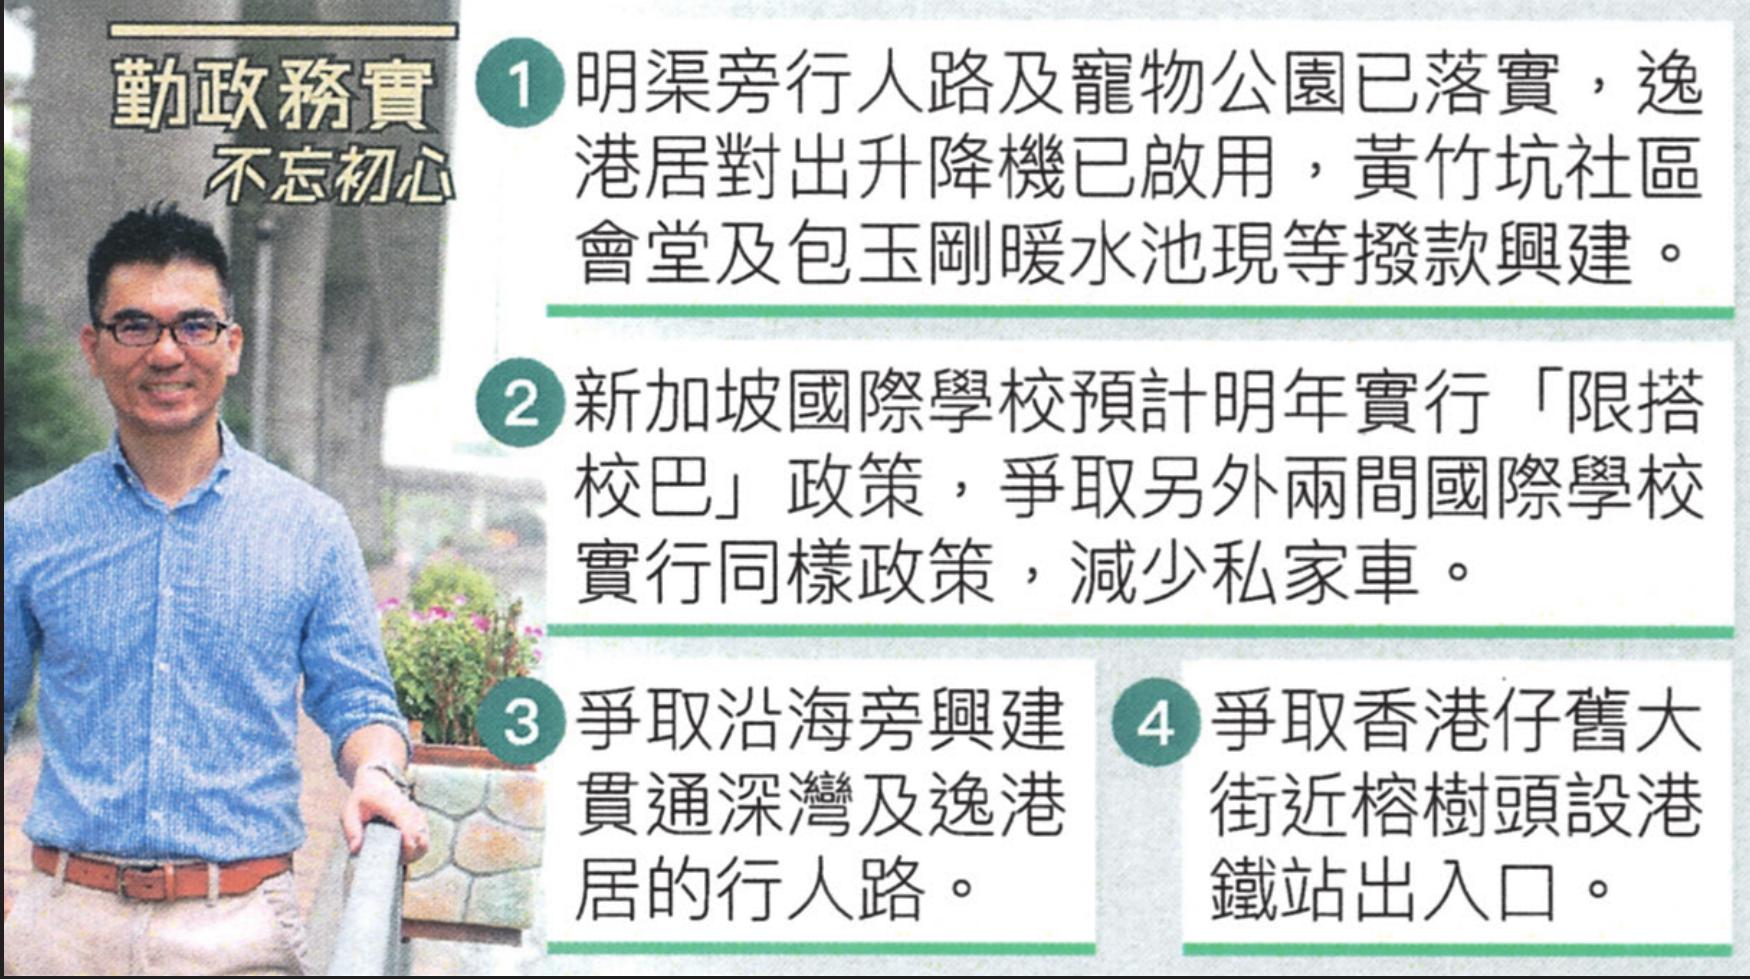 勤政務實
不忘初心
1 明渠旁行人路及寵物公園已落實，逸
港居對出升降機已啟用，黃竹坑社區
會堂及包玉剛暖水池現等撥款興建。
2 新加坡國際學校預計明年實行「限搭
校巴」政策，爭取另外兩間國際學校
實行同樣政策，減少私家車。
3 爭取沿海旁興建
貫通深灣及逸港
居的行人路。
4 爭取香港仔舊大
街近榕樹頭設港
鐵站出入口。